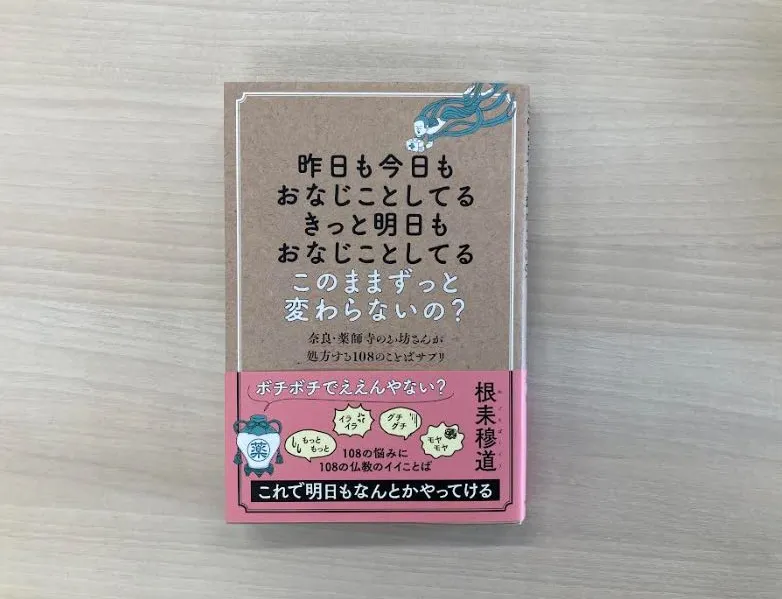 昨日も今日も
おなじことしてる
きっと明日も
おなじことしてる
このままずっと
変わらないの?
奈良・薬師寺のお坊さんが
処方する108のことばサプリ
ボチボチでええんやない?
根来穆道
イラ
イラ
グチ
グチ
もっと
もっと
モヤ
モヤ
薬
108の悩みに
108の仏教のイイことば
これで明日もなんとかやってける